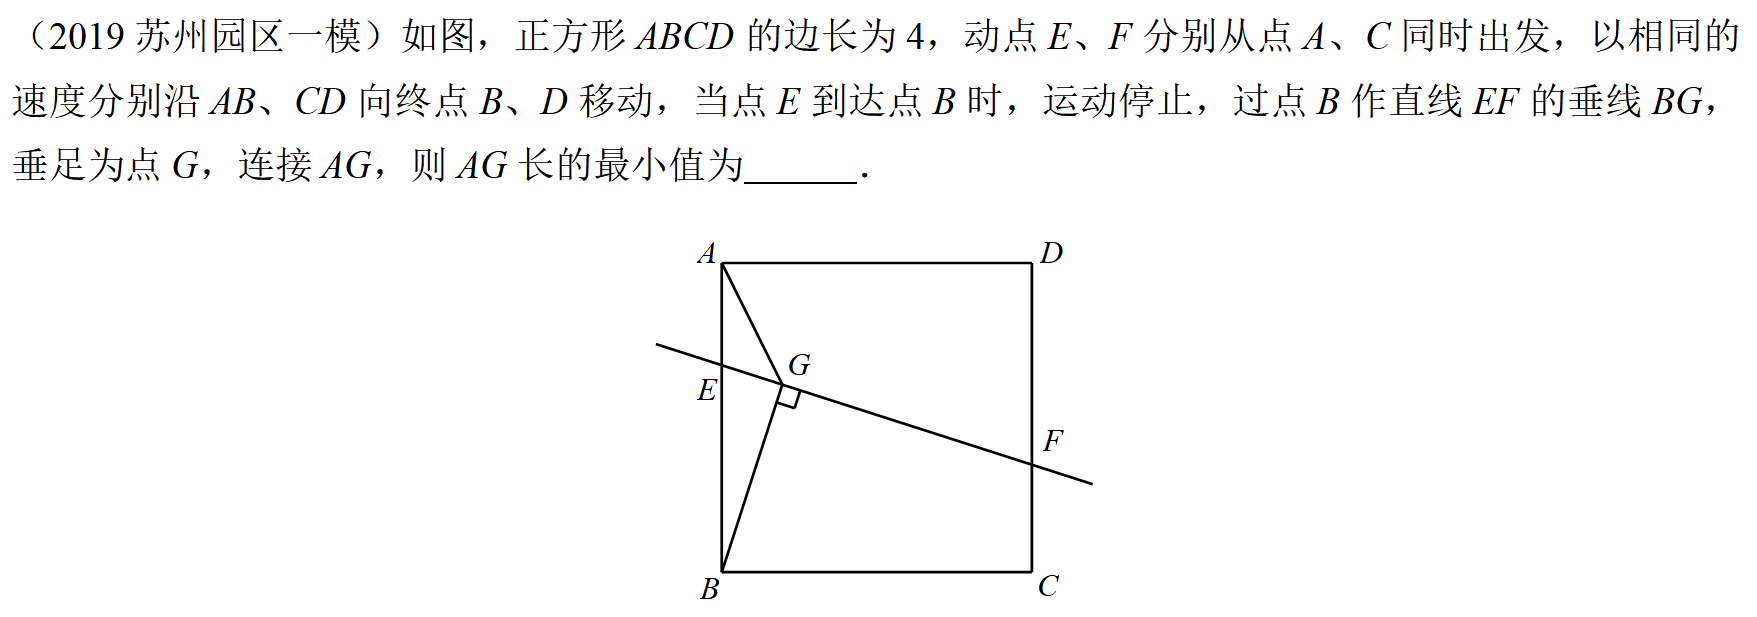 （2019 苏州园区一模）如图，正方形 ABCD 的边长为 4，动点 E、F 分别从点 A、C 同时出发，以相同的
速度分别沿 AB、CD 向终点 B、D 移动，当点 E 到达点 B 时，运动停止，过点 B 作直线 EF 的垂线 BG，
垂足为点 G，连接 AG，则 AG 长的最小值为______．
A
D
G
E
F
B
C